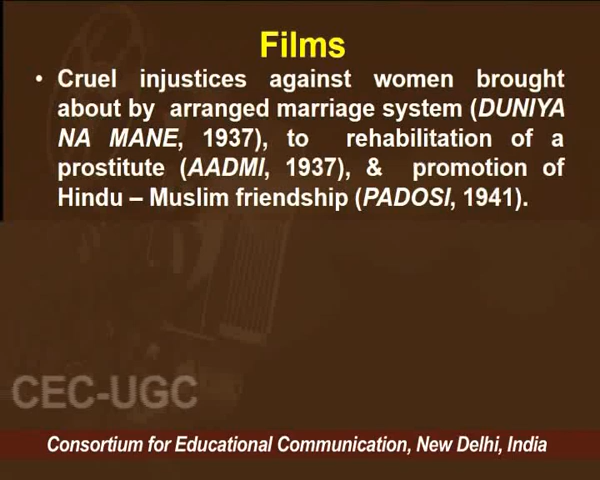 Films
• Cruel injustices against women brought
about by arranged marriage system (DUNIYA
NA MANE, 1937), to rehabilitation of a
prostitute (AADMI, 1937), & promotion of
Hindu – Muslim friendship (PADOSI, 1941).
CEC-UGC
Consortium for Educational Communication, New Delhi, India